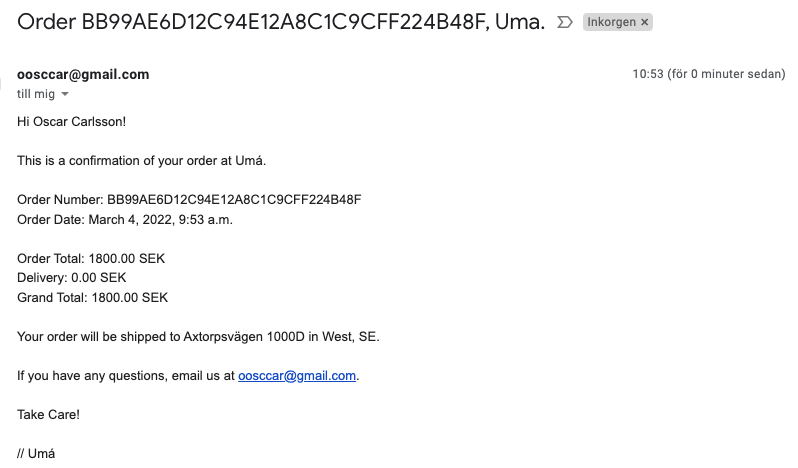 Order BB99AE6D12C94E12A8C1C9CFF224B48F, Uma. Inkorgen ×
oosccar@gmail.com 10:53 (för 0 minuter sedan)
till mig
Hi Oscar Carlsson!
This is a confirmation of your order at Umá.
Order Number: BB99AE6D12C94E12A8C1C9CFF224B48F
Order Date: March 4, 2022, 9:53 a.m.
Order Total: 1800.00 SEK
Delivery: 0.00 SEK
Grand Total: 1800.00 SEK
Your order will be shipped to Axtorpsvägen 1000D in West, SE.
If you have any questions, email us at oosccar@gmail.com.
Take Care!
// Umá